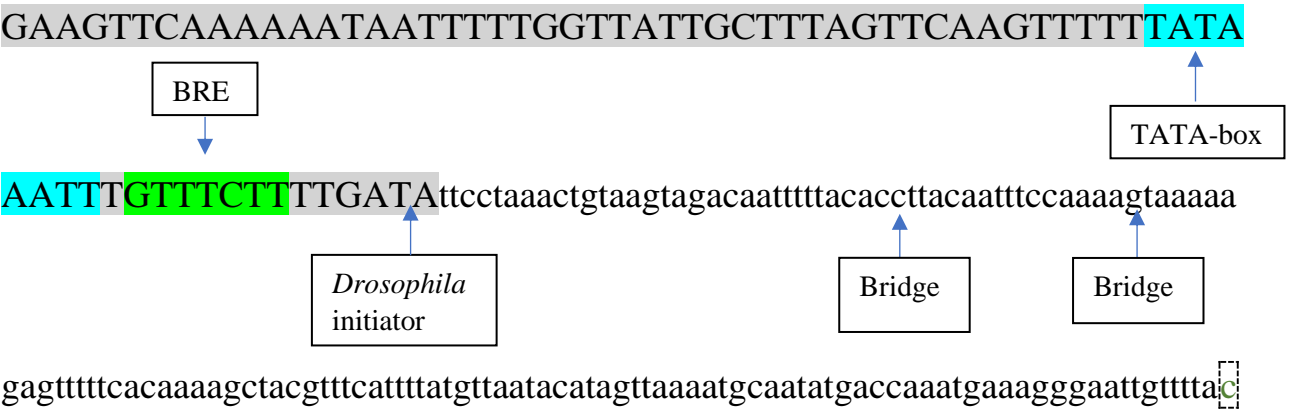 GAAGTTCAAAAAATAATTTTTGGTTATTGCTTTAGTTCAAGTTTTTTATA
BRE
TATA-box
AATTTGTTTCTTTTGATAttcctaaactgtaagtagacaatttttacaccttacaatttccaaaagtaaaaa
Drosophila
initiator
Bridge
Bridge
gagtttttcacaaaagctacgtttcattttatgttaatacatagttaaaatgcaatatgaccaaatgaaagggaattgttttac